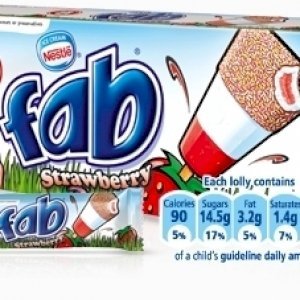 ICE CREAM
Nestlé
fab
Strawberry
Each lolly contains
Calories Sugars Fat Saturates
90 14.5g 3.2g 1.4g
5% 17% 5% 7%
of a child's guideline daily am
fab
Strawberry